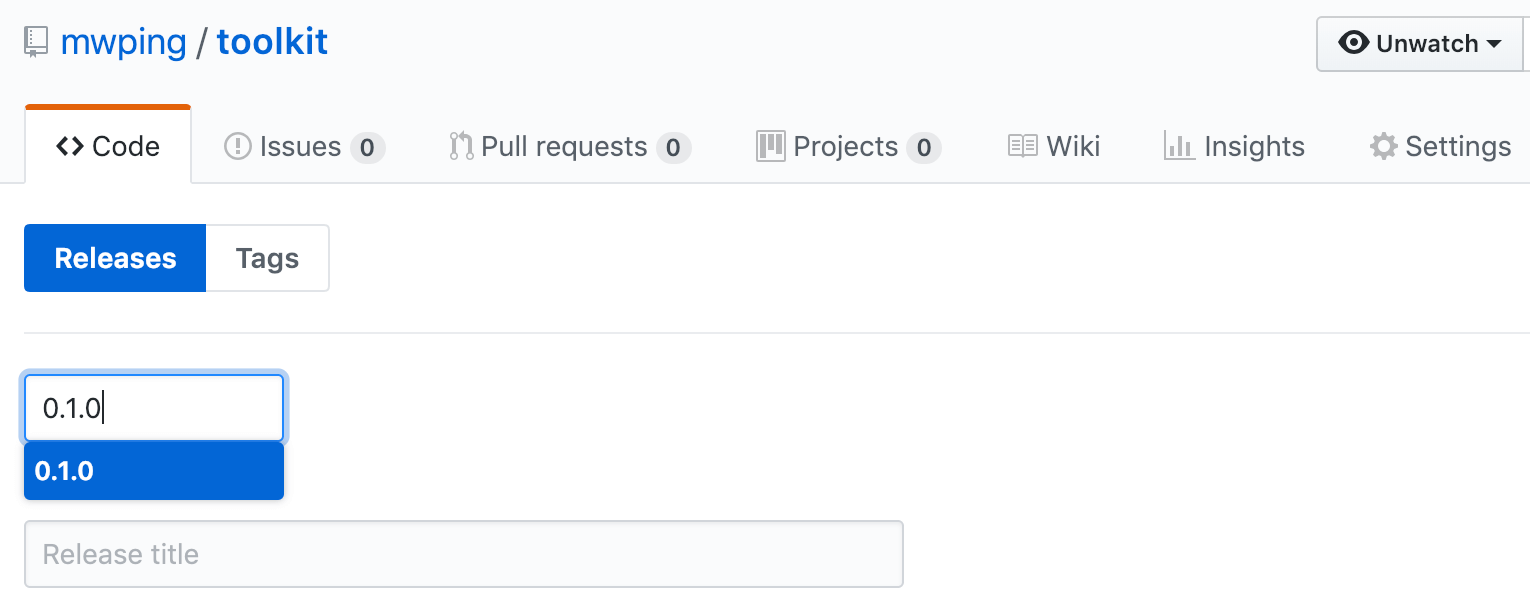 mwping / toolkit
Unwatch
Code
Issues 0
Pull requests 0
Projects 0
Wiki
Insights
Settings
Releases
Tags
0.1.0
0.1.0
Release title